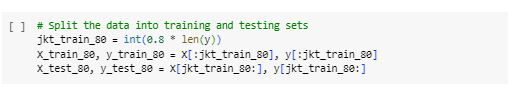 [ ] # Split the data into training and testing sets
jkt_train_80 = int(0.8 * len(y))
X_train_80, y_train_80 = X[:jkt_train_80], y[:jkt_train_80]
X_test_80, y_test_80 = X[jkt_train_80:], y[jkt_train_80:]